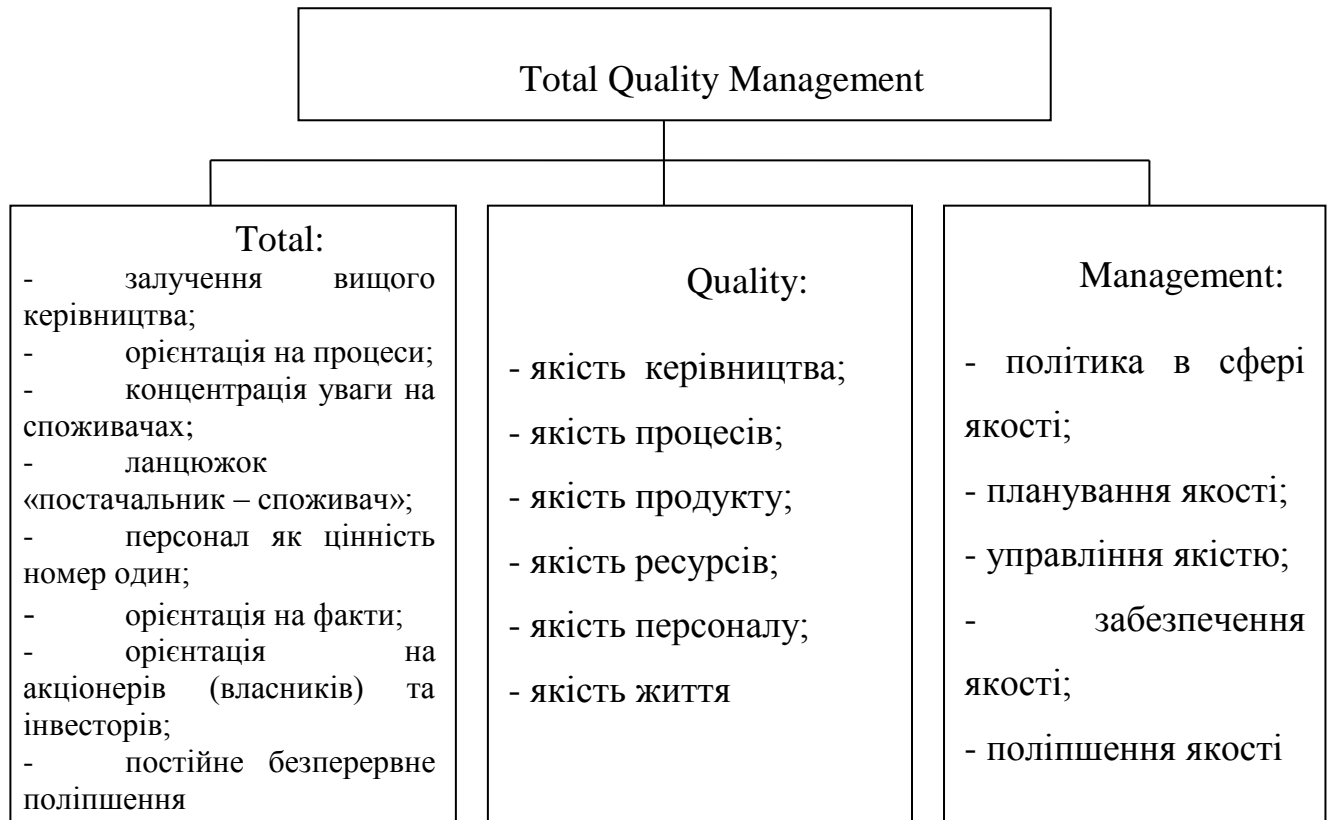 Total Quality Management
Total:
- залучення вищого
керівництва;
- орієнтація на процеси;
- концентрація уваги на
споживачах;
- ланцюжок
«постачальник – споживач»;
- персонал як цінність
номер один;
- орієнтація на факти;
- орієнтація на
акціонерів (власників) та
інвесторів;
- постійне безперервне
поліпшення
Quality:
- якість керівництва;
- якість процесів;
- якість продукту;
- якість ресурсів;
- якість персоналу;
- якість життя
Management:
- політика в сфері
якості;
- планування якості;
- управління якістю;
- забезпечення
якості;
- поліпшення якості